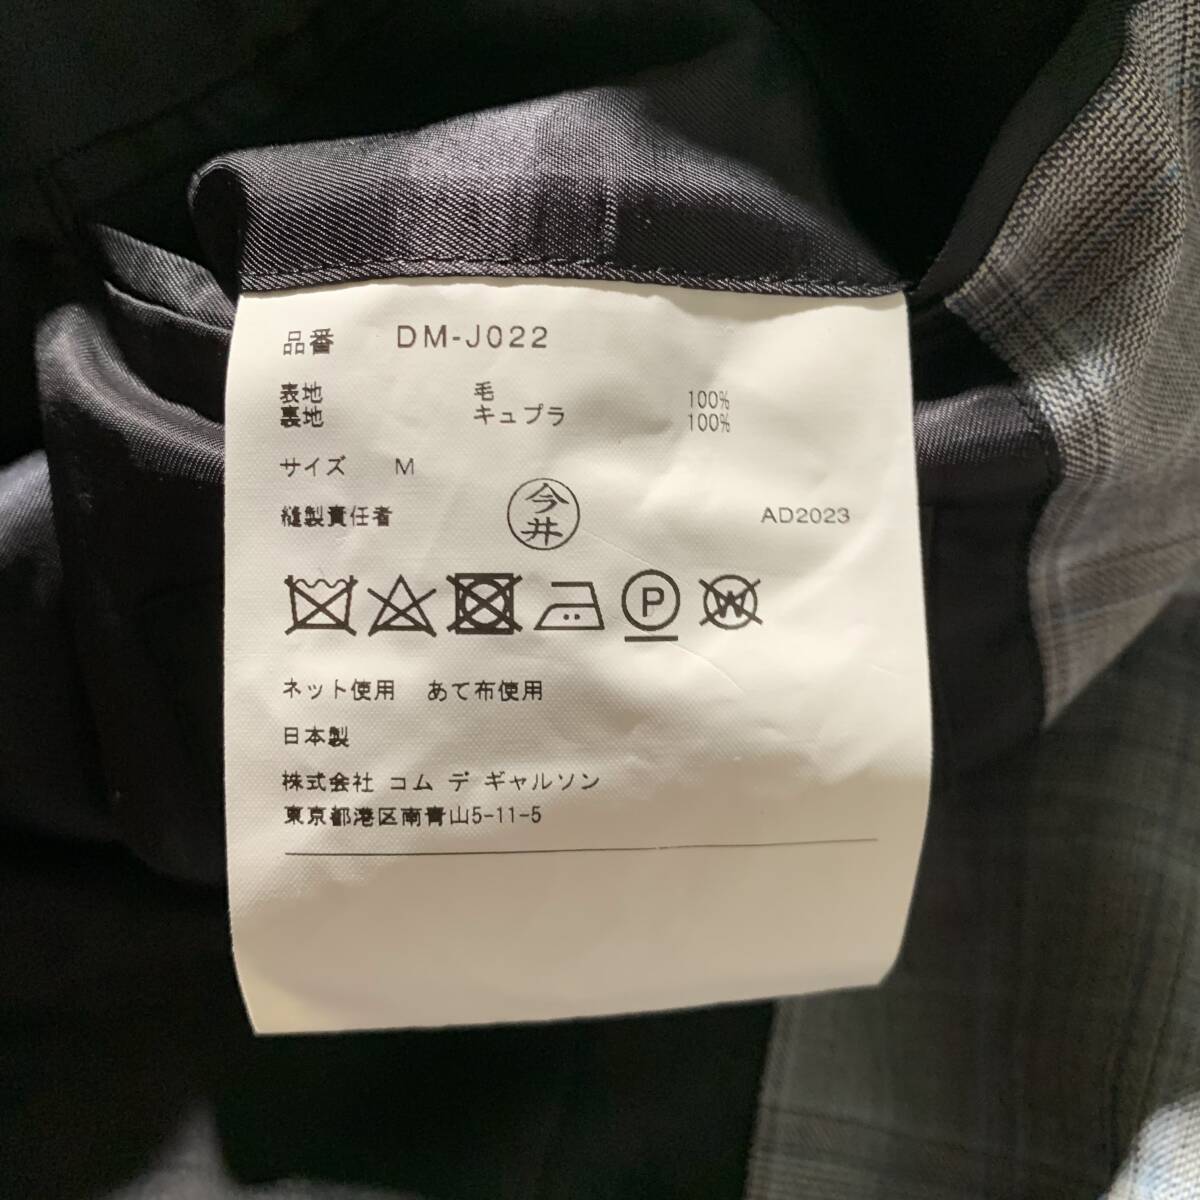 品番 DM-J022
表地 毛 100%
裏地 キュプラ 100%
サイズ M
縫製責任者 今井 AD2023
P W
ネット使用 あて布使用
日本製
株式会社 コム デ ギャルソン
東京都港区南青山5-11-5